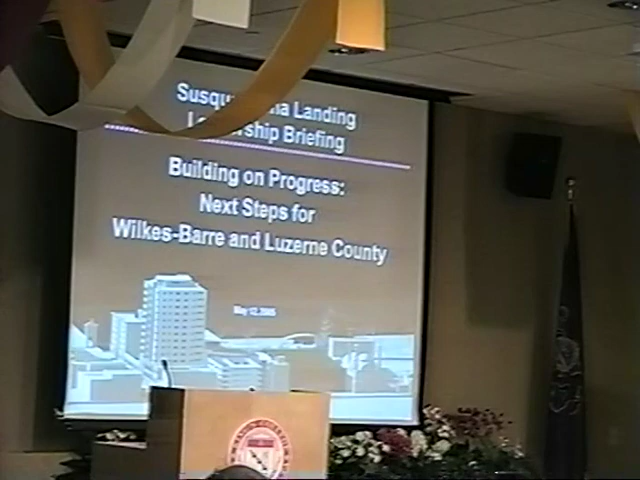 Landing
Briefing
Building on Progress:
Next Steps for
Wilkes-Barre and Luzerne County